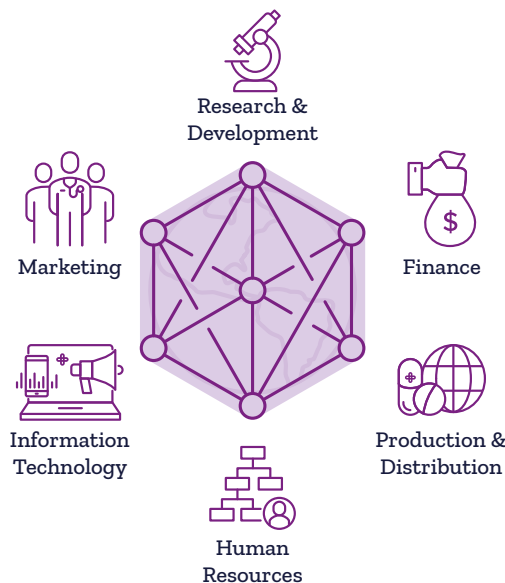 Research &
Development
Marketing
$
Finance
Information
Technology
Production &
Distribution
Human
Resources